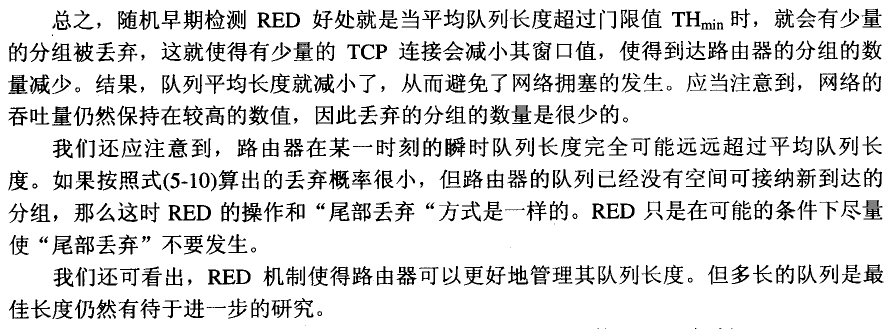 总之，随机早期检测 RED 好处就是当平均队列长度超过门限值 THmin 时，就会有少量
的分组被丢弃，这就使得有少量的 TCP 连接会减小其窗口值，使得到达路由器的分组的数
量减少。结果，队列平均长度就减小了，从而避免了网络拥塞的发生。应当注意到，网络的
吞吐量仍然保持在较高的数值，因此丢弃的分组的数量是很少的。
我们还应注意到，路由器在某一时刻的瞬时队列长度完全可能远远超过平均队列长
度。如果按照式(5-10)算出的丢弃概率很小，但路由器的队列已经没有空间可接纳新到达的
分组，那么这时 RED 的操作和“尾部丢弃“方式是一样的。RED 只是在可能的条件下尽量
使“尾部丢弃”不要发生。
我们还可看出，RED 机制使得路由器可以更好地管理其队列长度。但多长的队列是最
佳长度仍然有待于进一步的研究。